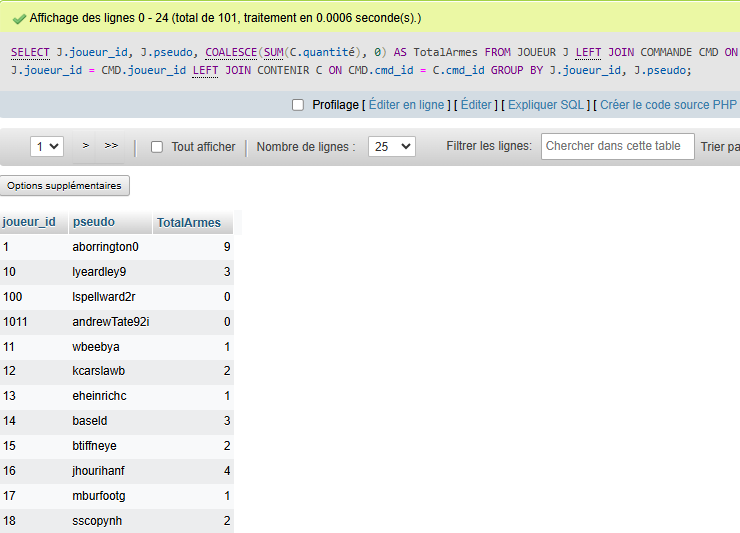 Affichage des lignes 0 - 24 (total de 101, traitement en 0.0006 seconde(s).)
SELECT J.joueur_id, J.pseudo, COALESCE(SUM(C.quantité), 0) AS TotalArmes FROM JOUEUR J LEFT JOIN COMMANDE CMD ON
J.joueur_id = CMD.joueur_id LEFT JOIN CONTENIR C ON CMD.cmd_id = C.cmd_id GROUP BY J.joueur_id, J.pseudo;
Profilage [ Éditer en ligne ] [ Éditer ] [ Expliquer SQL ] [ Créer le code source PHP
1 > >> | Tout afficher | Nombre de lignes : 25 Filtrer les lignes: Chercher dans cette table Trier pa
Options supplémentaires
joueur_id pseudo TotalArmes
1 aborrington0 9
10 lyeardley9 3
100 lspellward2r 0
1011 andrewTate92i 0
11 wbeebya 1
12 kcarslawb 2
13 eheinrichc 1
14 baseld 3
15 btiffneye 2
16 jhourihanf 4
17 mburfootg 1
18 sscopynh 2